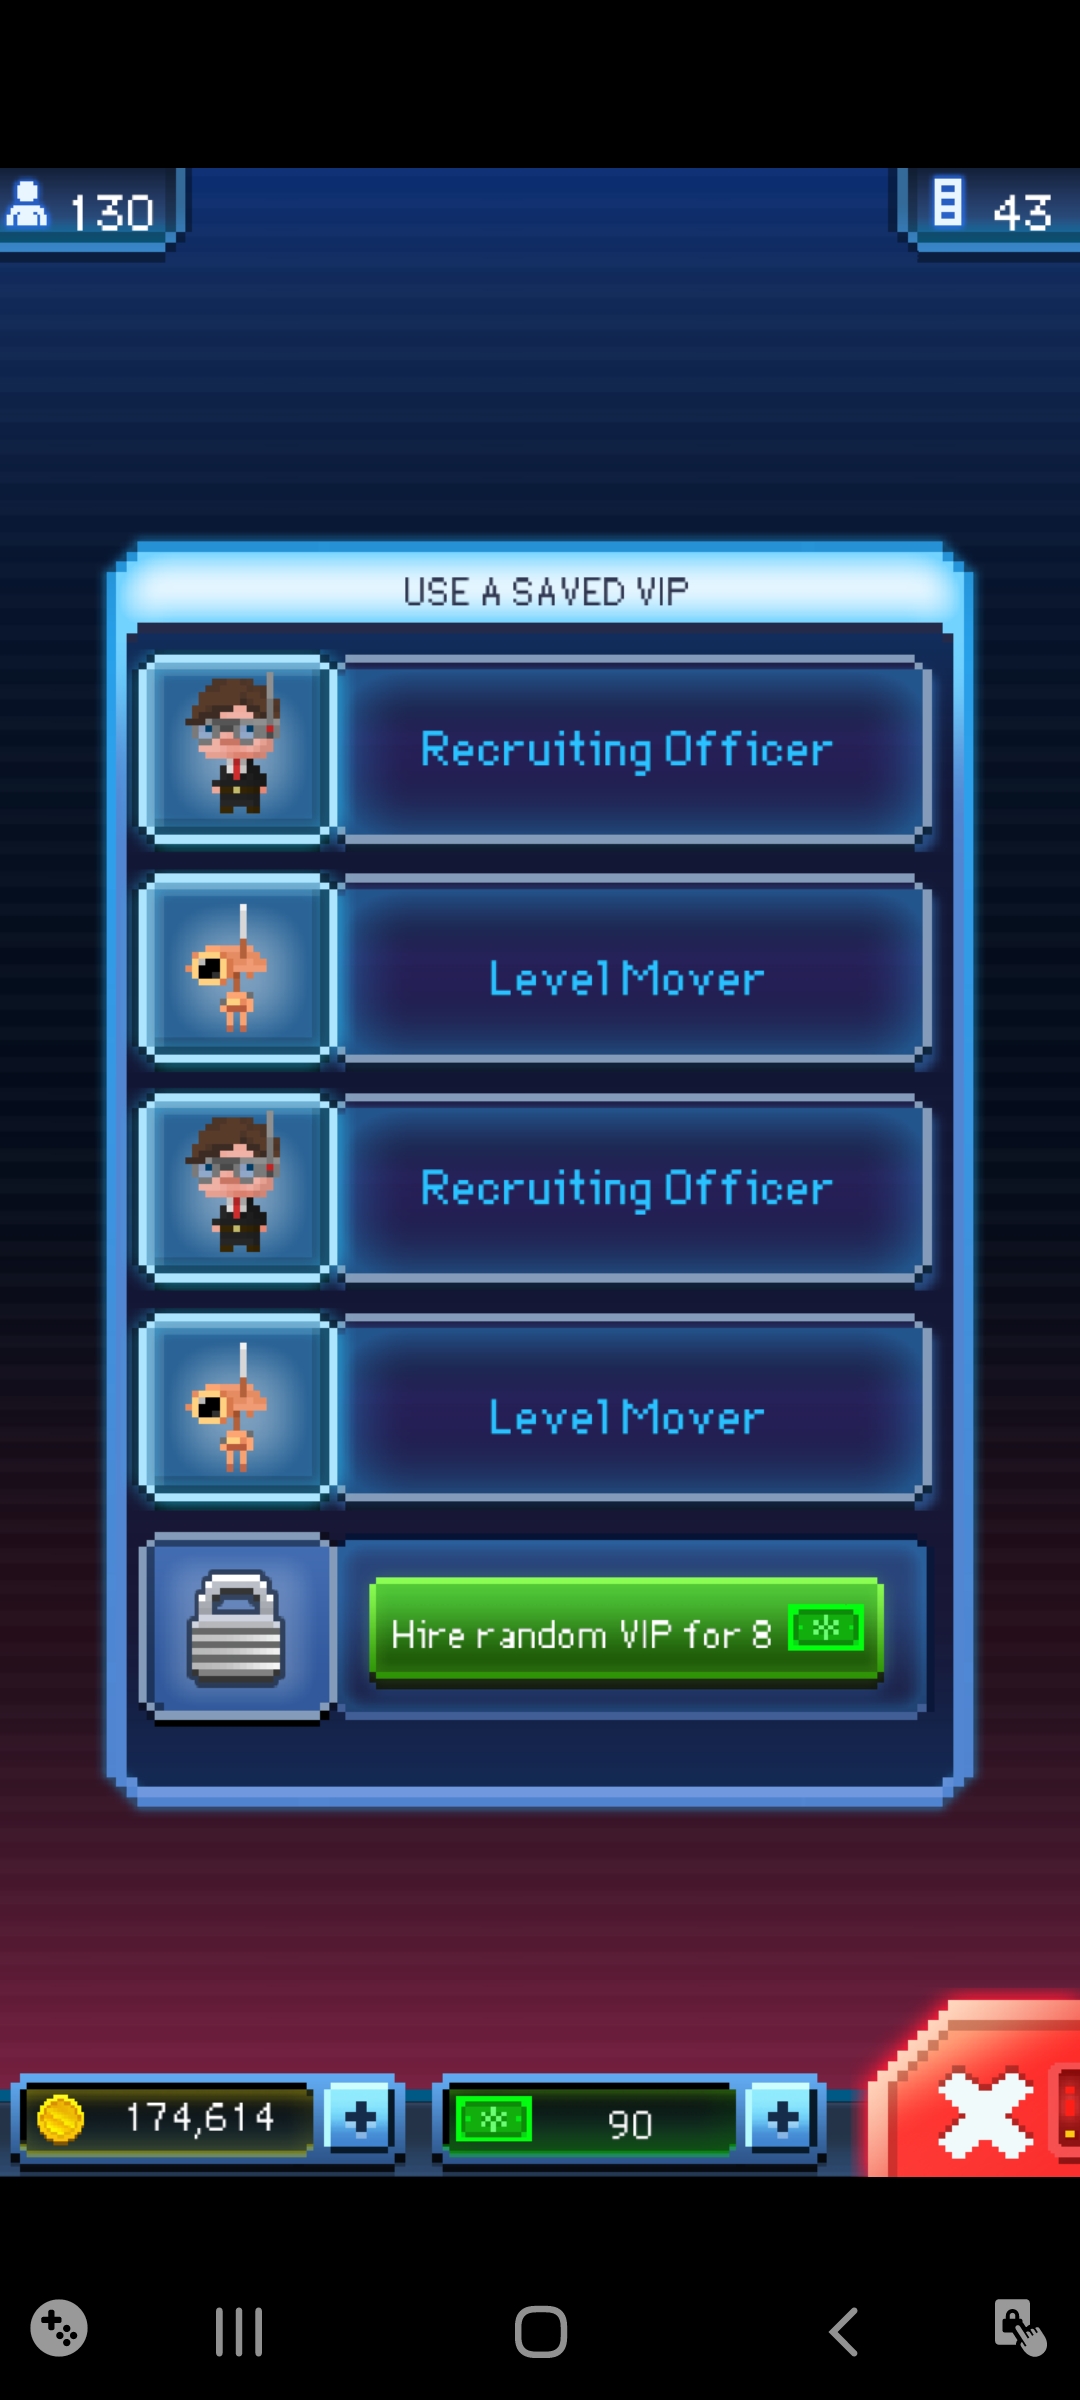 130
43
USE A SAVED VIP
Recruiting Officer
Level Mover
Recruiting Officer
Level Mover
Hire random VIP for 8
174,614
90